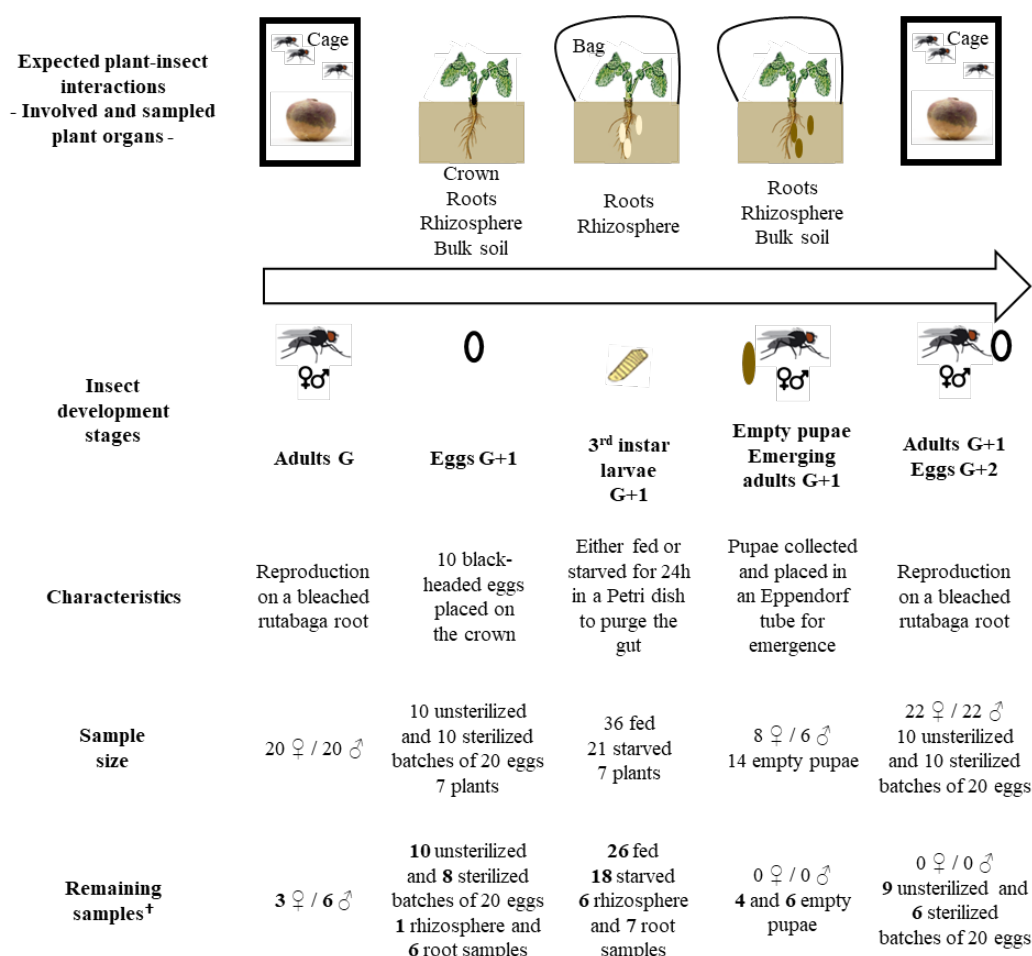 Expected plant-insect
interactions
- Involved and sampled
plant organs -
Cage
Bag
Cage
Crown
Roots
Rhizosphere
Bulk soil
Roots
Rhizosphere
Roots
Rhizosphere
Bulk soil
Insect
development
stages
♀♂
♀♂
♀♂
Adults G
Eggs G+1
3rd instar
larvae
G+1
Empty pupae
Emerging
adults G+1
Adults G+1
Eggs G+2
Characteristics
Reproduction
on a bleached
rutabaga root
10 black-
headed eggs
placed on
the crown
Either fed or
starved for 24h
in a Petri dish
to purge the
gut
Pupae collected
and placed in
an Eppendorf
tube for
emergence
Reproduction
on a bleached
rutabaga root
Sample
size
20 ♀ / 20 ♂
10 unsterilized
and 10 sterilized
batches of 20 eggs
7 plants
36 fed
21 starved
7 plants
8 ♀ / 6 ♂
14 empty pupae
22 ♀ / 22 ♂
10 unsterilized
and 10 sterilized
batches of 20 eggs
Remaining
samples†
3 ♀ / 6 ♂
10 unsterilized
and 8 sterilized
batches of 20 eggs
1 rhizosphere and
6 root samples
26 fed
18 starved
6 rhizosphere
and 7 root
samples
0 ♀ / 0 ♂
4 and 6 empty
pupae
0 ♀ / 0 ♂
9 unsterilized and
6 sterilized
batches of 20 eggs